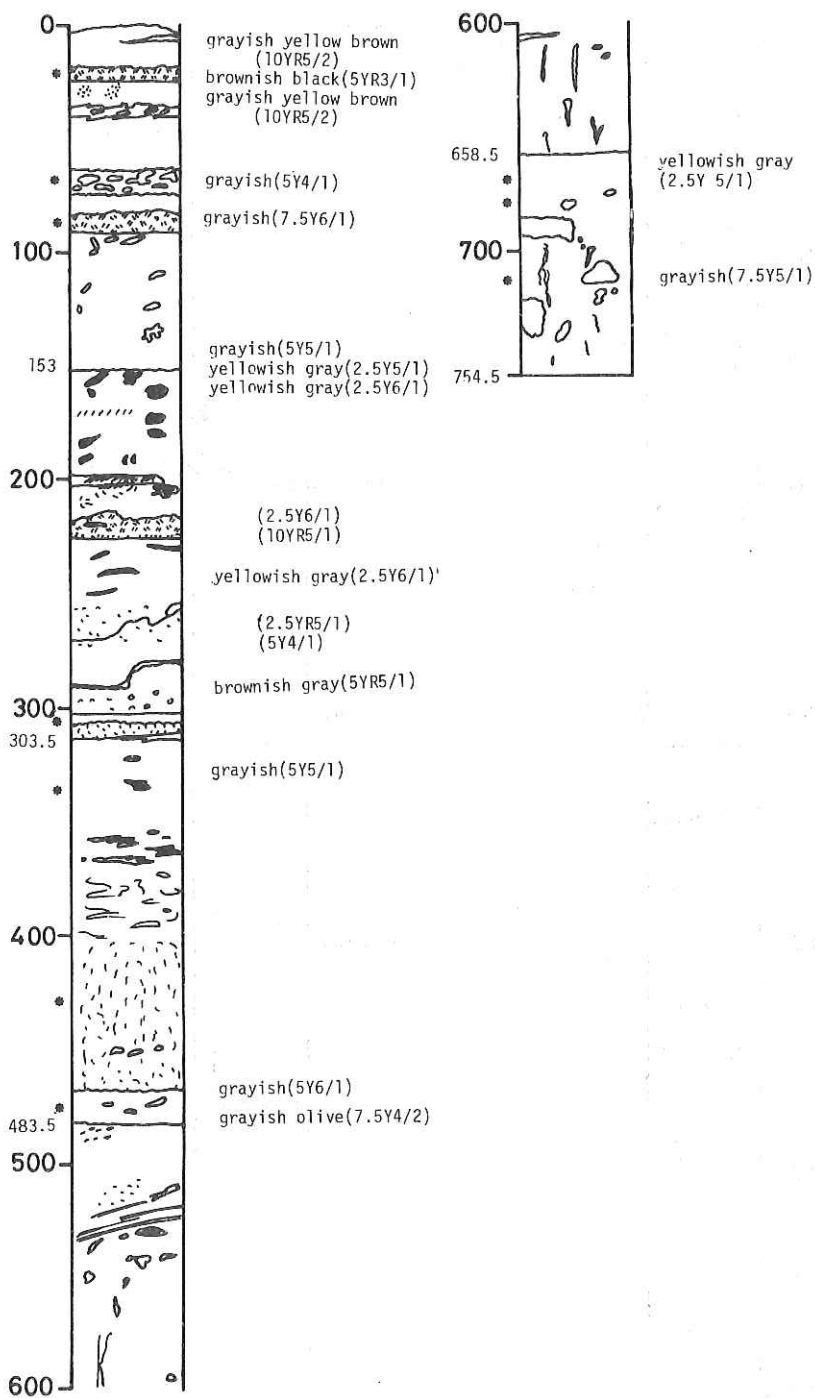 0
grayish yellow brown
(10YR5/2)
brownish black(5YR3/1)
grayish yellow brown
(10YR5/2)
grayish(5Y4/1)
grayish(7.5Y6/1)
100
grayish(5Y5/1)
153
yellowish gray(2.5Y5/1)
yellowish gray(2.5Y6/1)
200
(2.5Y6/1)
(10YR5/1)
yellowish gray(2.5Y6/1)
(2.5YR5/1)
(5Y4/1)
brownish gray(5YR5/1)
300
303.5
grayish(5Y5/1)
400
grayish(5Y6/1)
483.5
grayish olive(7.5Y4/2)
500
600
600
658.5
yellowish gray
(2.5Y 5/1)
700
grayish(7.5Y5/1)
754.5